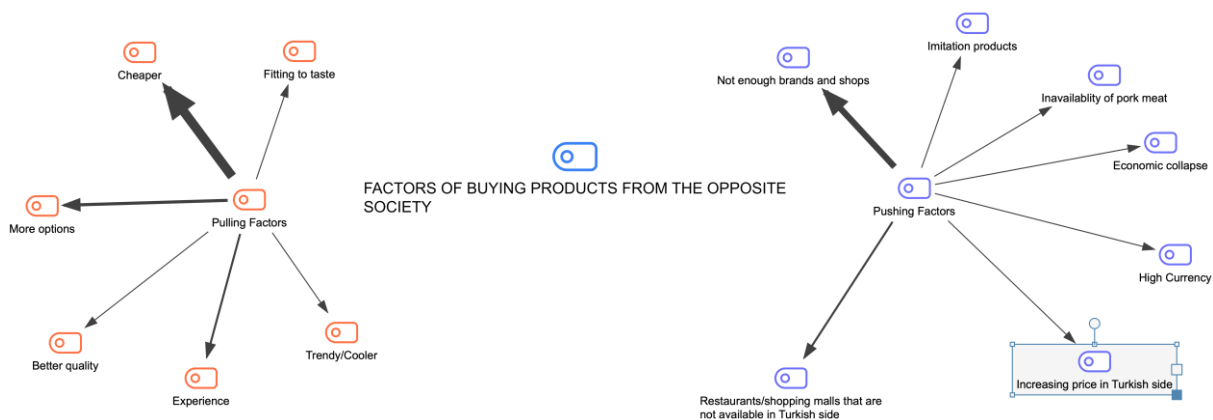 Cheaper
Fitting to taste
More options
Pulling Factors
Better quality
Experience
Trendy/Cooler
FACTORS OF BUYING PRODUCTS FROM THE OPPOSITE
SOCIETY
Not enough brands and shops
Imitation products
Inavailablity of pork meat
Economic collapse
Pushing Factors
High Currency
Increasing price in Turkish side
Restaurants/shopping malls that are
not available in Turkish side